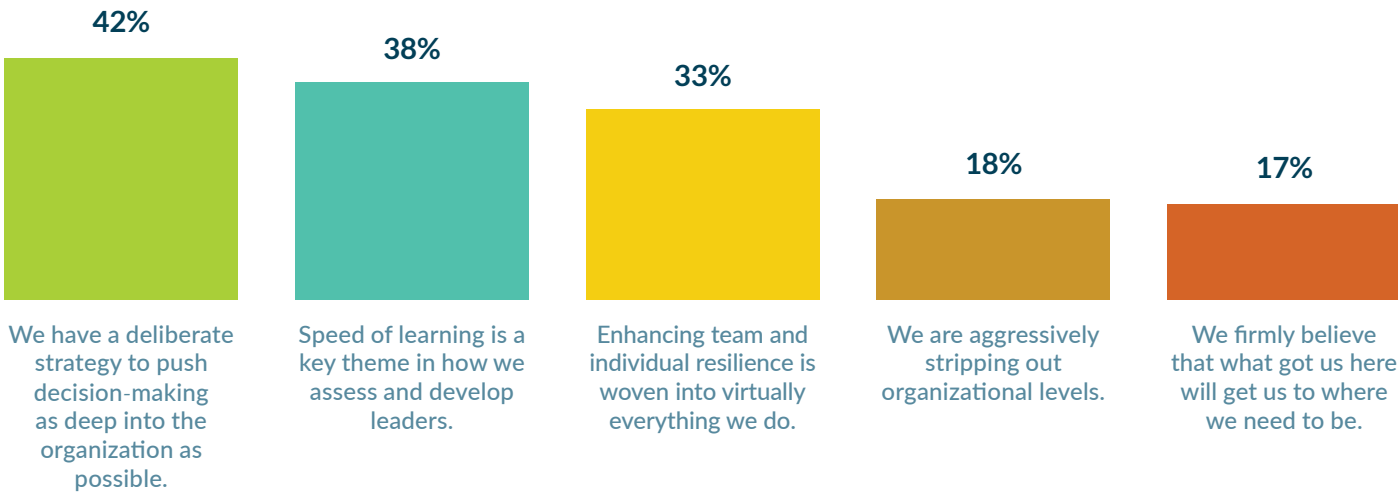 42%
We have a deliberate
strategy to push
decision-making
as deep into the
organization as
possible.
38%
Speed of learning is a
key theme in how we
assess and develop
leaders.
33%
Enhancing team and
individual resilience is
woven into virtually
everything we do.
18%
We are aggressively
stripping out
organizational levels.
17%
We firmly believe
that what got us here
will get us to where
we need to be.